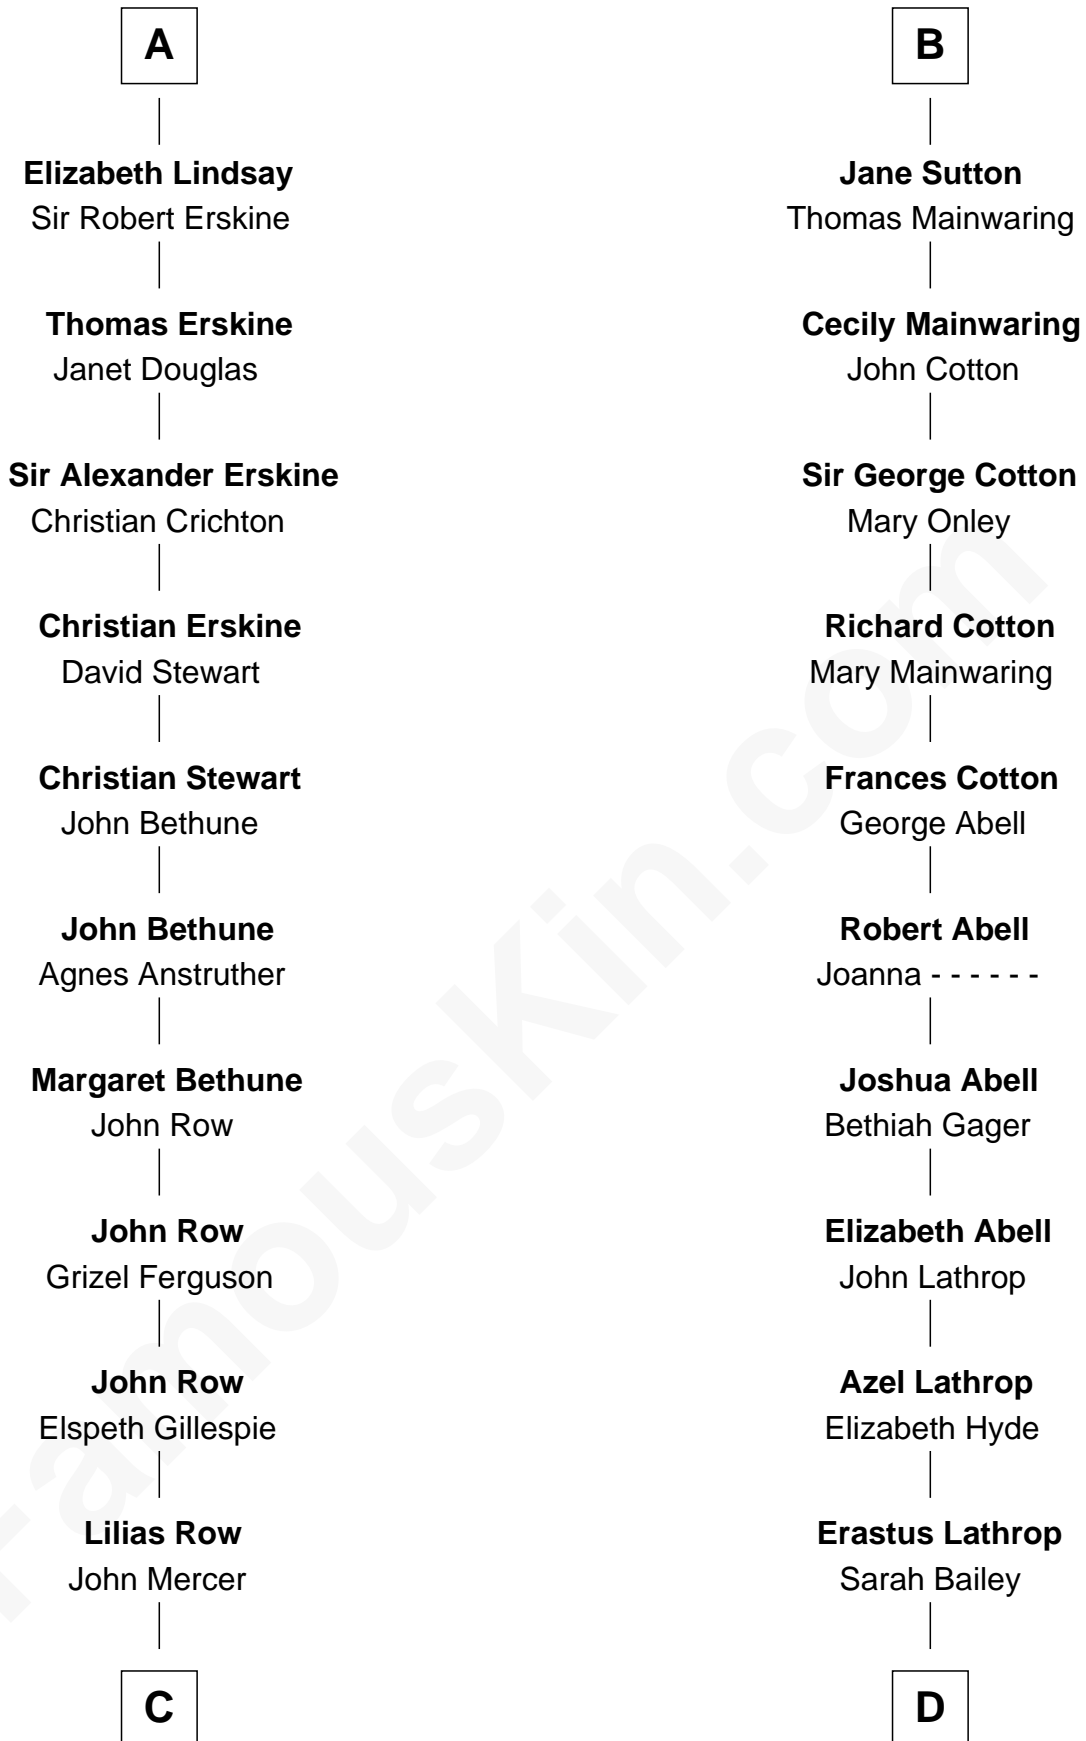 A
Elizabeth Lindsay
Sir Robert Erskine
Thomas Erskine
Janet Douglas
Sir Alexander Erskine
Christian Crichton
Christian Erskine
David Stewart
Christian Stewart
John Bethune
John Bethune
Agnes Anstruther
Margaret Bethune
John Row
John Row
Grizel Ferguson
John Row
Elspeth Gillespie
Lilias Row
John Mercer
C
B
Jane Sutton
Thomas Mainwaring
Cecily Mainwaring
John Cotton
Sir George Cotton
Mary Onley
Richard Cotton
Mary Mainwaring
Frances Cotton
George Abell
Robert Abell
Joanna - - - - - -
Joshua Abell
Bethiah Gager
Elizabeth Abell
John Lathrop
Azel Lathrop
Elizabeth Hyde
Erastus Lathrop
Sarah Bailey
D
FamousKin.com